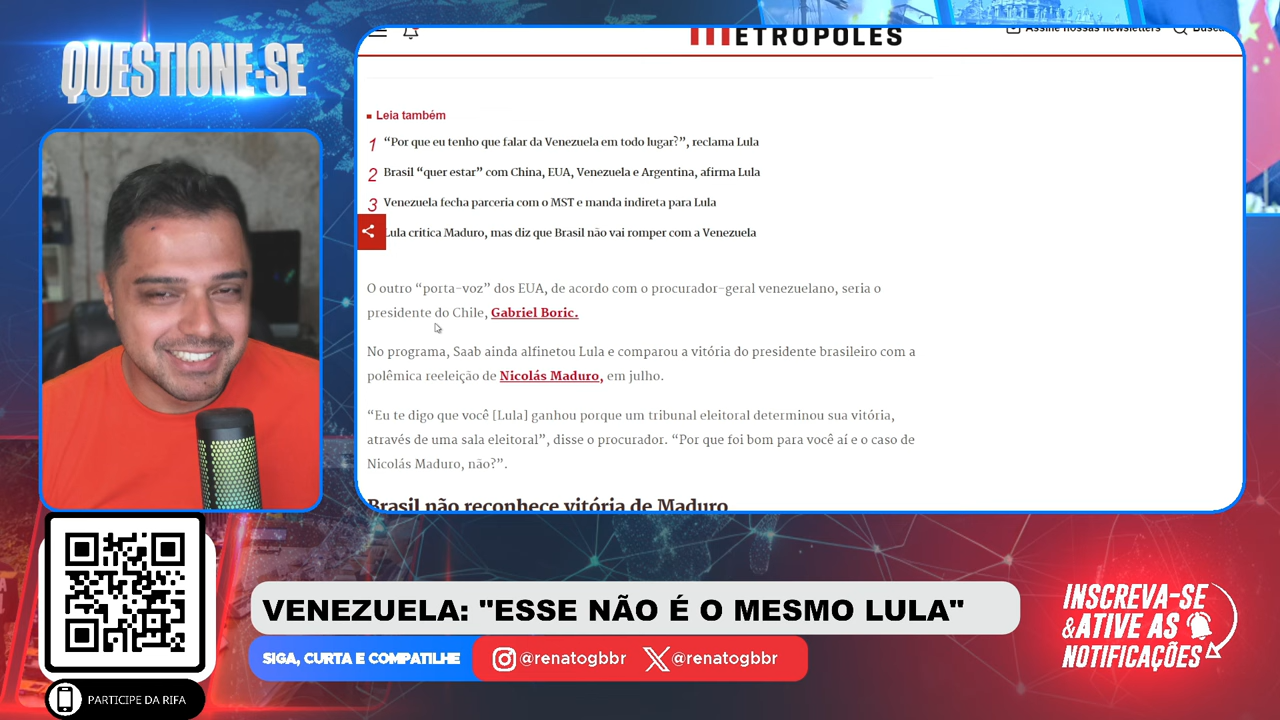 QUESTIONE-SE
METROPOLES
Assine nossas newsletters
Leia também
1 “Por que eu tenho que falar da Venezuela em todo lugar?”, reclama Lula
2 Brasil “quer estar” com China, EUA, Venezuela e Argentina, afirma Lula
3 Venezuela fecha parceria com o MST e manda indireta para Lula
Lula critica Maduro, mas diz que Brasil não vai romper com a Venezuela
O outro “porta-voz” dos EUA, de acordo com o procurador-geral venezuelano, seria o
presidente do Chile, Gabriel Boric.
No programa, Saab ainda alfinetou Lula e comparou a vitória do presidente brasileiro com a
polêmica reeleição de Nicolás Maduro, em julho.
“Eu te digo que você [Lula] ganhou porque um tribunal eleitoral determinou sua vitória,
através de uma sala eleitoral”, disse o procurador. “Por que foi bom para você aí e o caso de
Nicolás Maduro, não?”.
Brasil não reconhece vitória de Maduro
VENEZUELA: "ESSE NÃO É O MESMO LULA"
SIGA, CURTA E COMPATILHE
@renatogbbr
@renatogbbr
INSCREVA-SE
&ATIVE AS
NOTIFICAÇÕES
PARTICIPE DA RIFA